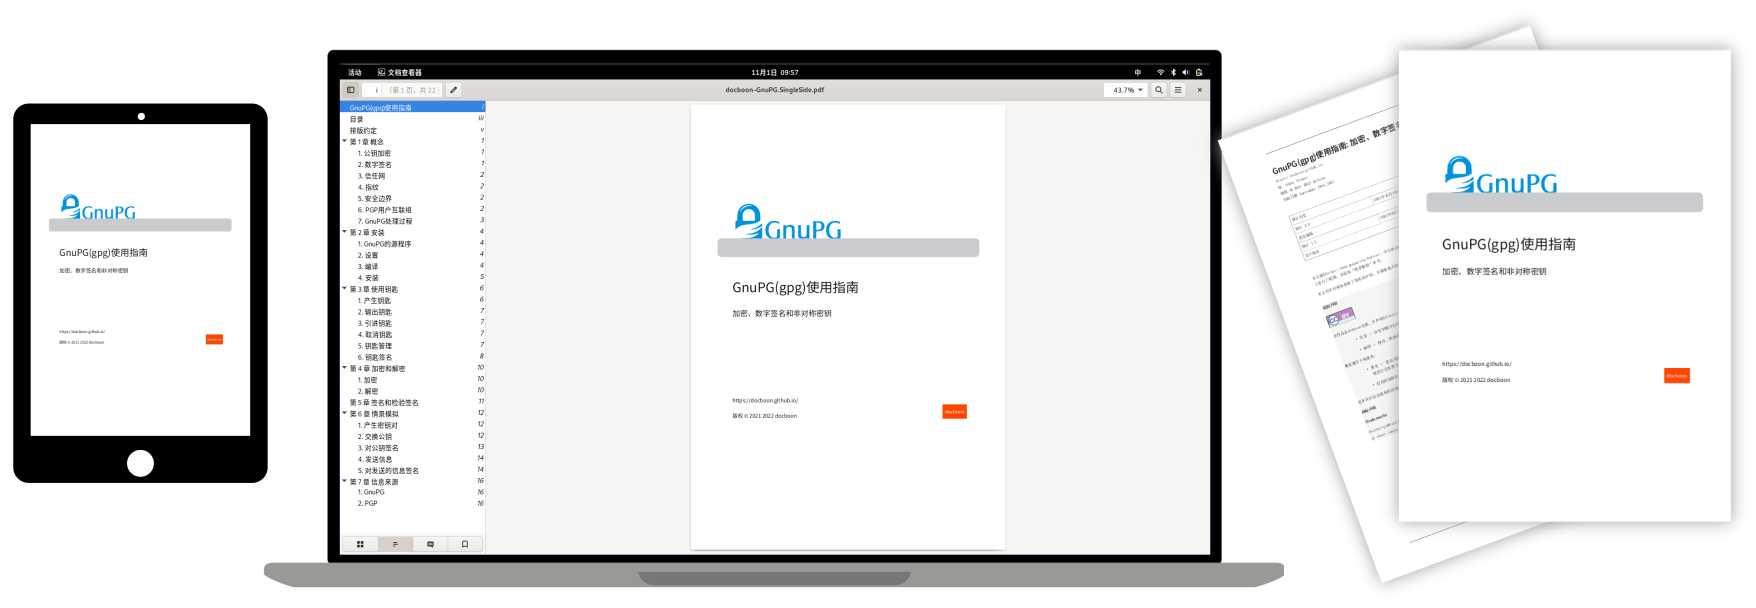 GnuPG
GnuPG(gpg)使用指南
加密、数字签名和非对称密钥
https://docboon.github.io/
版权 © 2021 2022 docboon
docboon
活动 文档查看器
11月1日 09:57
中
i (第 1 页，共 22
docboon-GnuPG.SingleSide.pdf
43.7%
GnuPG(gpg)使用指南 i
目录 iii
排版约定 v
第 1 章 概念 1
1. 公钥加密 1
2. 数字签名 1
3. 信任网 2
4. 指纹 2
5. 安全边界 2
6. PGP用户互联组 2
7. GnuPG处理过程 3
第 2 章 安装 4
1. GnuPG的源程序 4
2. 设置 4
3. 编译 4
4. 安装 5
第 3 章 使用钥匙 6
1. 产生钥匙 6
2. 输出钥匙 7
3. 引进钥匙 7
4. 取消钥匙 7
5. 钥匙管理 7
6. 钥匙签名 8
第 4 章 加密和解密 10
1. 加密 10
2. 解密 10
第 5 章 签名和检验签名 11
第 6 章 情景模拟 12
1. 产生密钥对 12
2. 交换公钥 12
3. 对公钥签名 13
4. 发送信息 14
5. 对发送的信息签名 14
第 7 章 信息来源 16
1. GnuPG 16
2. PGP 16
GnuPG
GnuPG(gpg)使用指南
加密、数字签名和非对称密钥
https://docboon.github.io/
版权 © 2021 2022 docboon
docboon
GnuPG(gpg)使用指南: 加密、数字签名
GnuPG
GnuPG(gpg)使用指南
加密、数字签名和非对称密钥
https://docboon.github.io/
版权 © 2021 2022 docboon
docboon